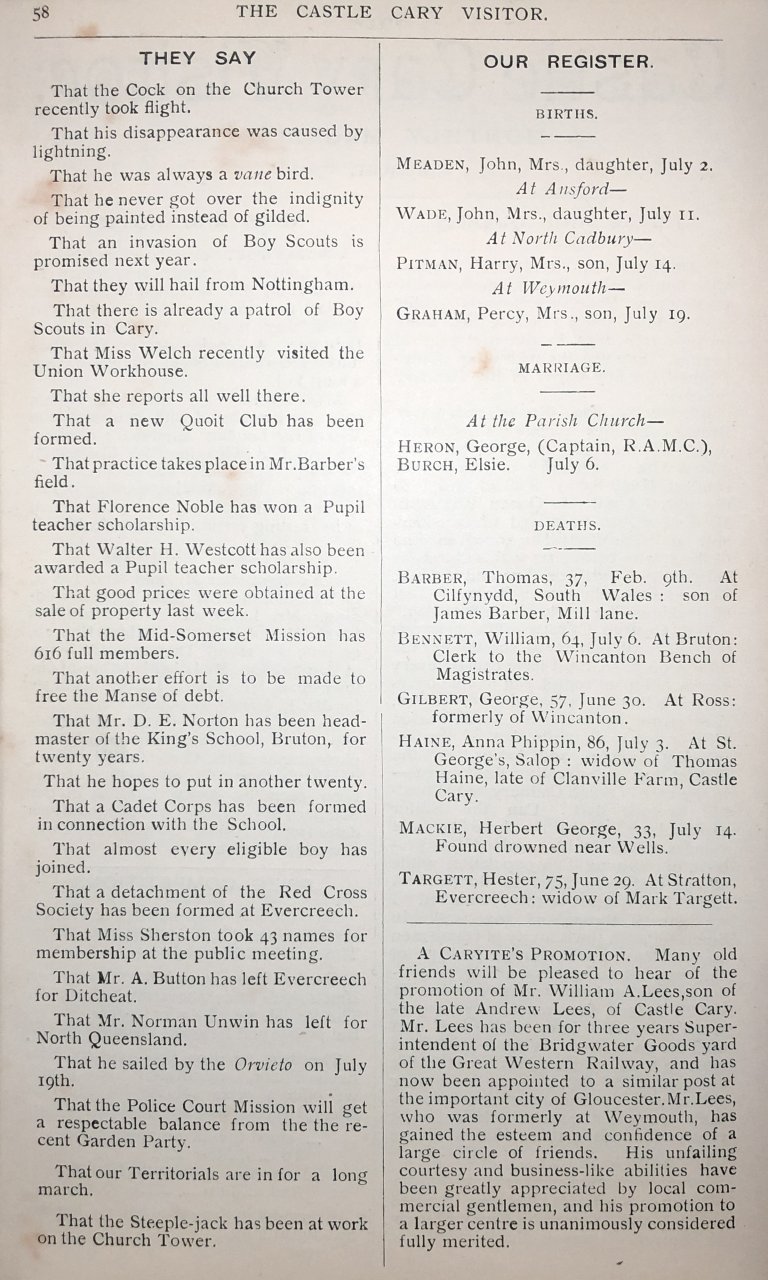 58
THE CASTLE CARY VISITOR.
THEY SAY
That the Cock on the Church Tower
recently took flight.
That his disappearance was caused by
lightning.
That he was always a vane bird.
That he never got over the indignity
of being painted instead of gilded.
That an invasion of Boy Scouts is
promised next year.
That they will hail from Nottingham.
That there is already a patrol of Boy
Scouts in Cary.
That Miss Welch recently visited the
Union Workhouse.
That she reports all well there.
That a new Quoit Club has been
formed.
That practice takes place in Mr.Barber's
field.
That Florence Noble has won a Pupil
teacher scholarship.
That Walter H. Westcott has also been
awarded a Pupil teacher scholarship.
That good prices were obtained at the
sale of property last week.
That the Mid-Somerset Mission has
616 full members.
That another effort is to be made to
free the Manse of debt.
That Mr. D. E. Norton has been head-
master of the King's School, Bruton, for
twenty years.
That he hopes to put in another twenty.
That a Cadet Corps has been formed
in connection with the School.
That almost every eligible boy has
joined.
That a detachment of the Red Cross
Society has been formed at Evercreech.
That Miss Sherston took 43 names for
membership at the public meeting.
That Mr. A. Button has left Evercreech
for Ditcheat.
That Mr. Norman Unwin has left for
North Queensland.
That he sailed by the Orvieto on July
19th.
That the Police Court Mission will get
a respectable balance from the the re-
cent Garden Party.
That our Territorials are in for a long
march.
That the Steeple-jack has been at work
on the Church Tower.
OUR REGISTER.
BIRTHS.
MEADEN, John, Mrs., daughter, July 2.
At Ansford—
WADE, John, Mrs., daughter, July 11.
At North Cadbury—
PITMAN, Harry, Mrs., son, July 14.
At Weymouth—
GRAHAM, Percy, Mrs., son, July 19.
MARRIAGE.
At the Parish Church—
HERON, George, (Captain, R.A.M.C.),
BURCH, Elsie. July 6.
DEATHS.
BARBER, Thomas, 37, Feb. 9th. At
Cilfynydd, South Wales : son of
James Barber, Mill lane.
BENNETT, William, 64, July 6. At Bruton:
Clerk to the Wincanton Bench of
Magistrates.
GILBERT, George, 57, June 30. At Ross:
formerly of Wincanton.
HAINE, Anna Phippin, 86, July 3. At St.
George's, Salop : widow of Thomas
Haine, late of Clanville Farm, Castle
Cary.
MACKIE, Herbert George, 33, July 14.
Found drowned near Wells.
TARGETT, Hester, 75, June 29. At Stratton,
Evercreech: widow of Mark Targett.
A CARYITE'S PROMOTION. Many old
friends will be pleased to hear of the
promotion of Mr. William A.Lees,son of
the late Andrew Lees, of Castle Cary.
Mr. Lees has been for three years Super-
intendent of the Bridgwater Goods yard
of the Great Western Railway, and has
now been appointed to a similar post at
the important city of Gloucester.Mr.Lees,
who was formerly at Weymouth, has
gained the esteem and confidence of a
large circle of friends. His unfailing
courtesy and business-like abilities have
been greatly appreciated by local com-
mercial gentlemen, and his promotion to
a larger centre is unanimously considered
fully merited.